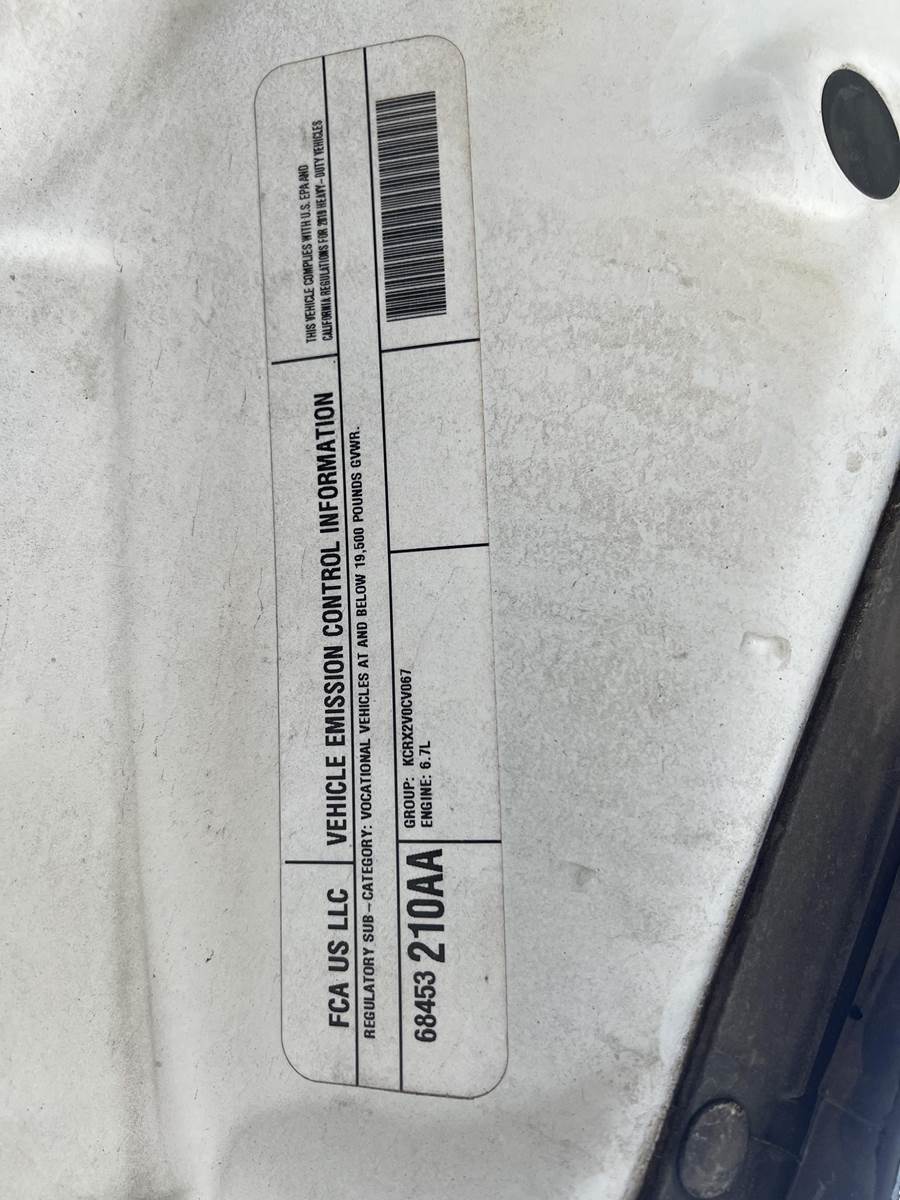 FCA US LLC
VEHICLE EMISSION CONTROL INFORMATION
THIS VEHICLE COMPLIES WITH U.S. EPA AND
CALIFORNIA REGULATIONS FOR 2019 HEAVY-DUTY VEHICLES
REGULATORY SUB-CATEGORY: VOCATIONAL VEHICLES AT AND BELOW 19,500 POUNDS GVWR.
68453 210AA
GROUP: KCRX2V0CV067
ENGINE: 6.7L